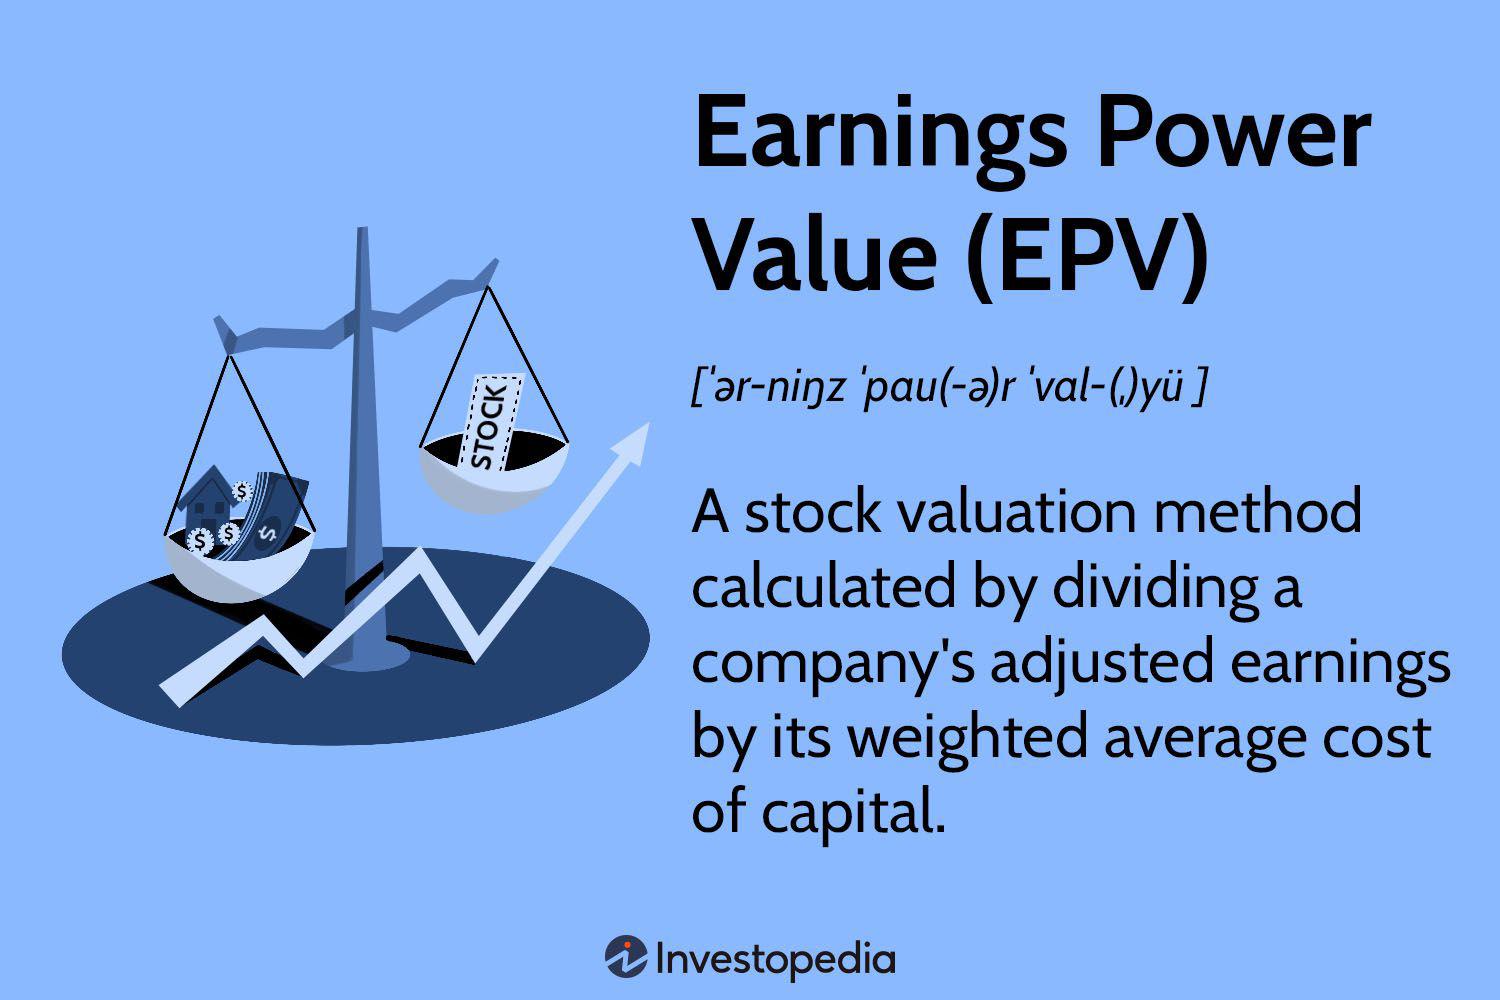 Earnings Power
Value (EPV)
[ˈər-niŋz ˈpau̇(-ə)r ˈval-(ˌ)yü ]
A stock valuation method
calculated by dividing a
company's adjusted earnings
by its weighted average cost
of capital.
STOCK
$
$
$
$
Investopedia